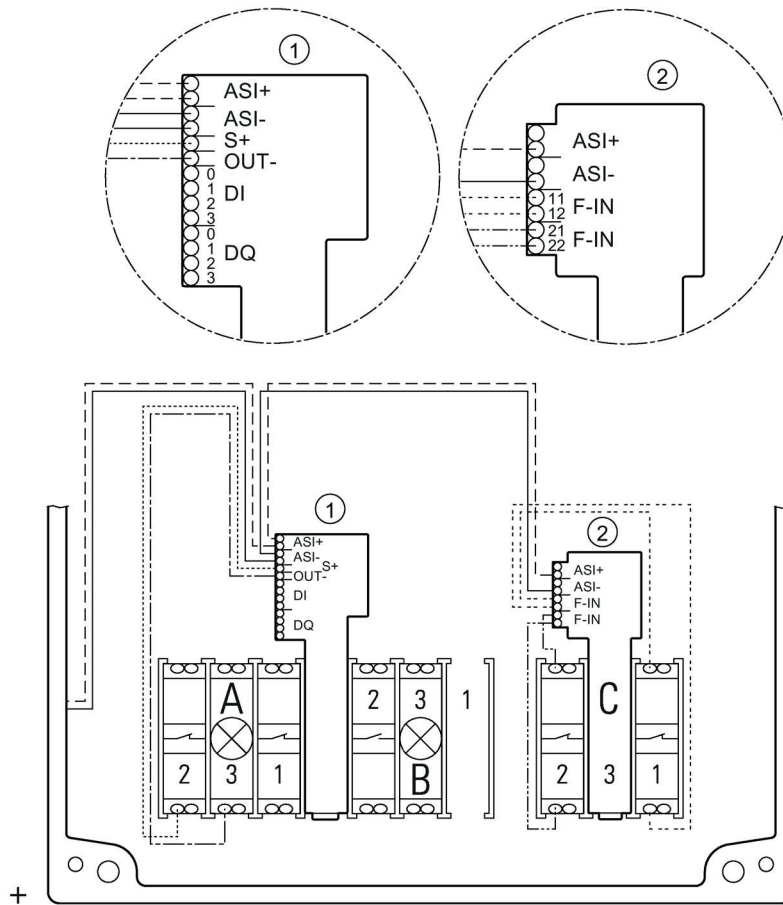 1
ASI+
ASI-
S+
OUT-
0
1
2
3
DI
0
1
2
3
DQ
2
ASI+
ASI-
11
12
F-IN
21
22
F-IN
1
ASI+
ASI-
S+
OUT-
DI
DQ
2
ASI+
ASI-
F-IN
F-IN
A
2
3
1
2
3
1
B
C
2
3
1
+